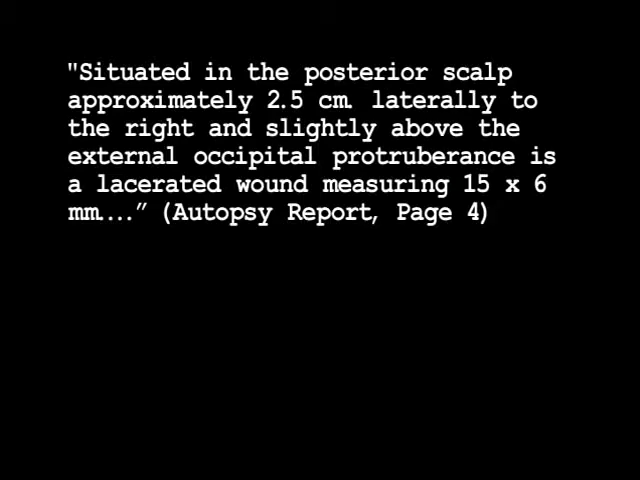 "Situated in the posterior scalp
approximately 2.5 cm. laterally to
the right and slightly above the
external occipital protruberance is
a lacerated wound measuring 15 x 6
mm...." (Autopsy Report, Page 4)